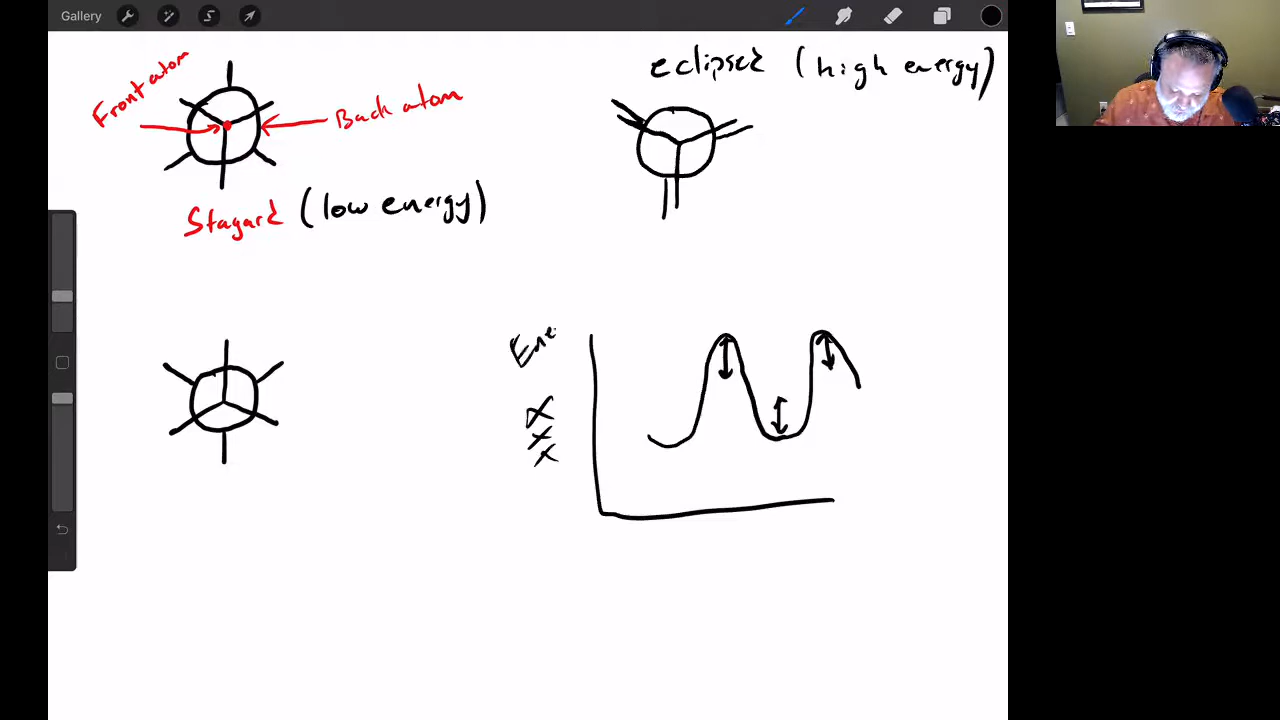 Gallery
Front atom
Back atom
Stagard (low energy)
eclipsed (high energy)
Ene